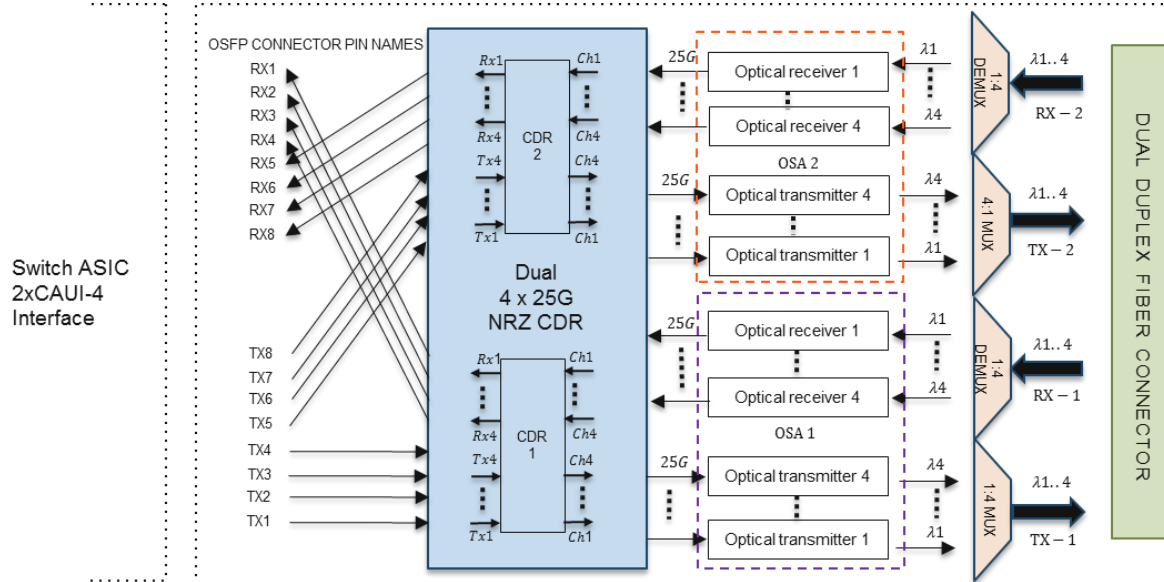 OSFP CONNECTOR PIN NAMES
RX1
RX2
RX3
RX4
RX5
RX6
RX7
RX8
Switch ASIC
2xCAUI-4
Interface
TX8
TX7
TX6
TX5
TX4
TX3
TX2
TX1
Rx1
Rx4
Tx4
Tx1
CDR
2
Ch1
Ch4
Ch4
Ch1
Dual
4 x 25G
NRZ CDR
Rx1
Rx4
Tx4
Tx1
CDR
1
Ch1
Ch4
Ch4
Ch1
25G
25G
25G
25G
Optical receiver 1
Optical receiver 4
OSA 2
Optical transmitter 4
Optical transmitter 1
Optical receiver 1
Optical receiver 4
OSA 1
Optical transmitter 4
Optical transmitter 1
λ1
λ4
λ4
λ1
λ1
λ4
λ4
λ1
1:4
DEMUX
4:1 MUX
1:4
DEMUX
1:4 MUX
λ1.. 4
RX − 2
λ1.. 4
TX − 2
λ1.. 4
RX − 1
λ1.. 4
TX − 1
DUAL DUPLEX FIBER CONNECTOR